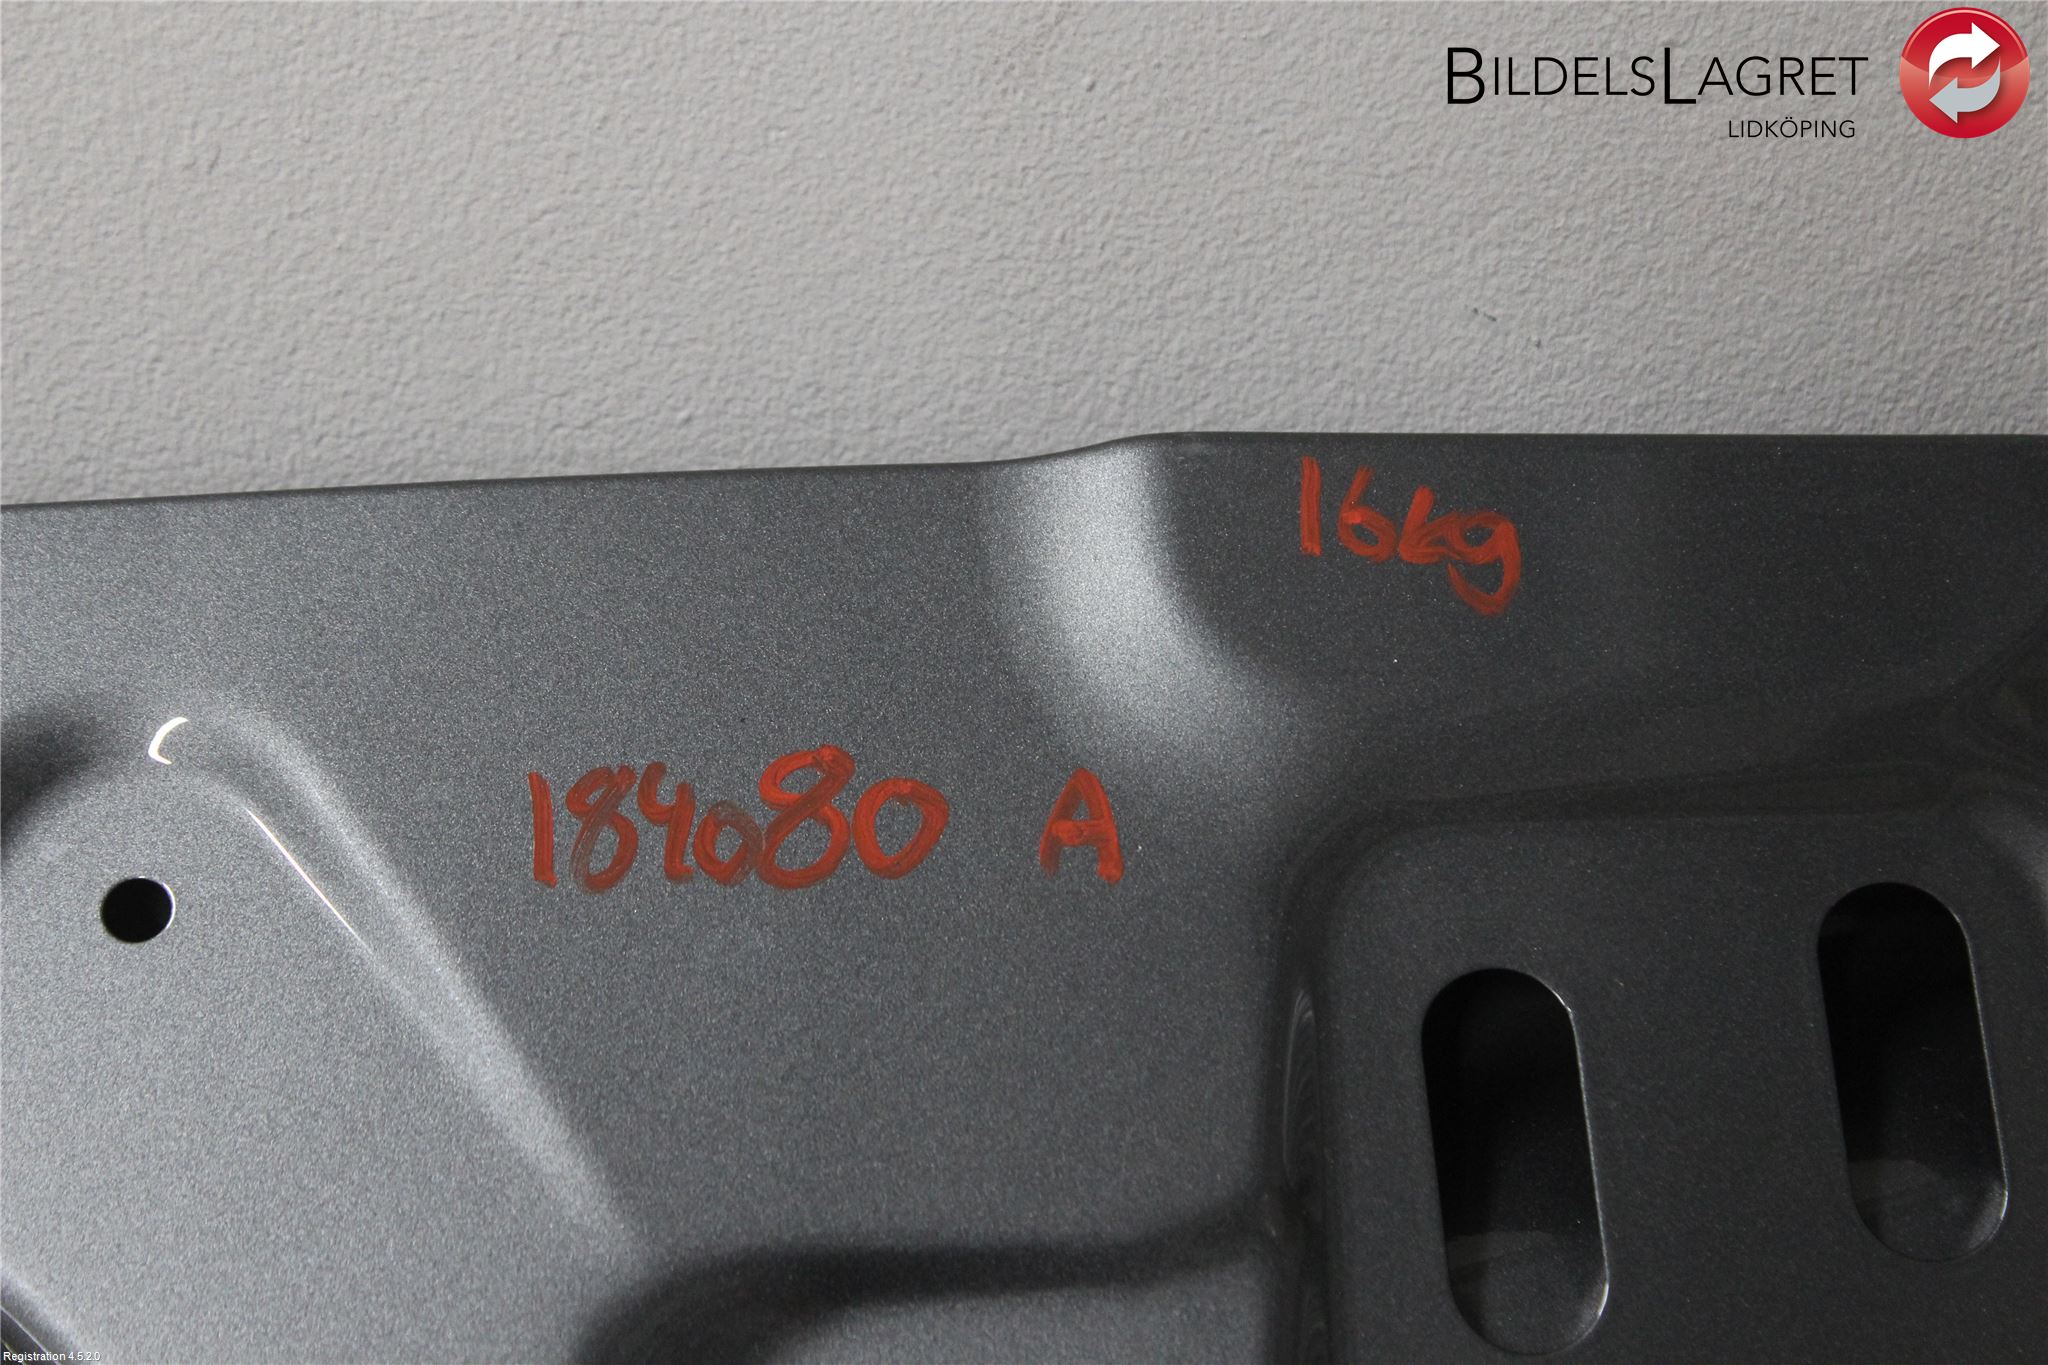 BILDELSLAGRET
LIDKÖPING
16kg
184080 A
Registration 4.5.2.0